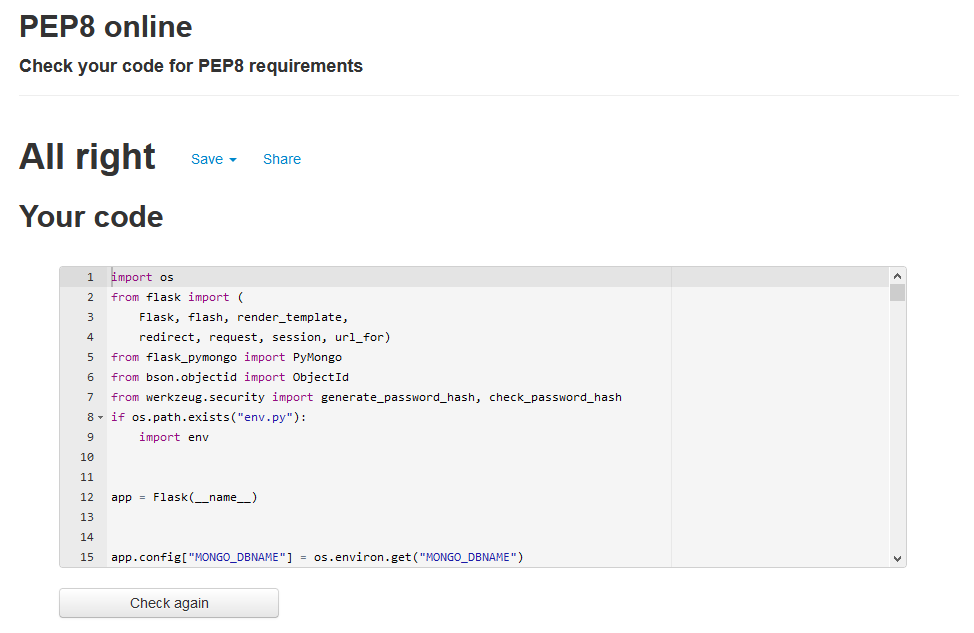 PEP8 online
Check your code for PEP8 requirements
All right Save Share
Your code
1 import os
2 from flask import (
3     Flask, flash, render_template,
4     redirect, request, session, url_for)
5 from flask_pymongo import PyMongo
6 from bson.objectid import ObjectId
7 from werkzeug.security import generate_password_hash, check_password_hash
8 if os.path.exists("env.py"):
9     import env
10
11
12 app = Flask(__name__)
13
14
15 app.config["MONGO_DBNAME"] = os.environ.get("MONGO_DBNAME")
Check again